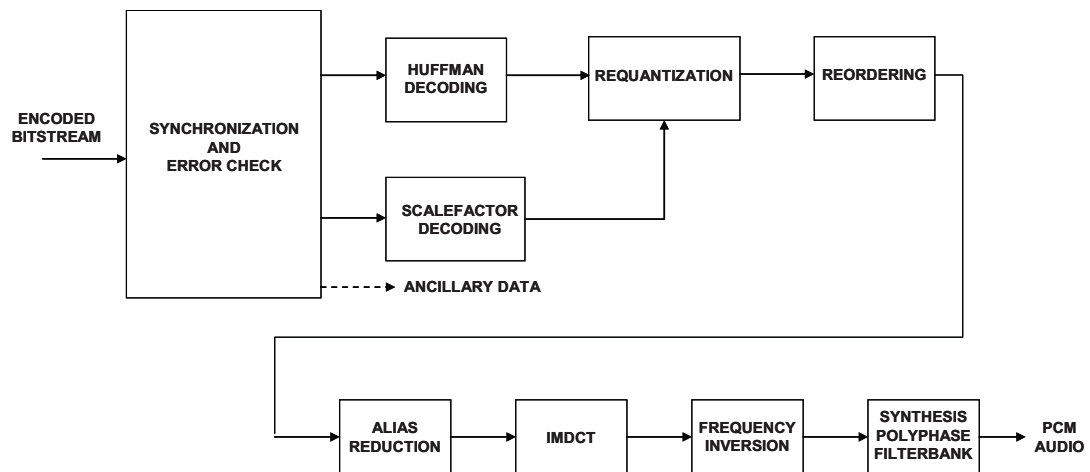 ENCODED
BITSTREAM
SYNCHRONIZATION
AND
ERROR CHECK
HUFFMAN
DECODING
REQUANTIZATION
REORDERING
SCALEFACTOR
DECODING
ANCILLARY DATA
ALIAS
REDUCTION
IMDCT
FREQUENCY
INVERSION
SYNTHESIS
POLYPHASE
FILTERBANK
PCM
AUDIO